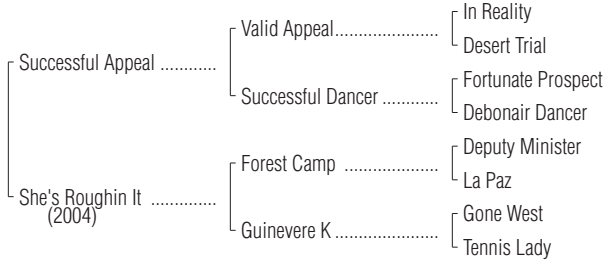 In Reality
Valid Appeal.......................
Desert Trial
Successful Appeal ............
Fortunate Prospect
Successful Dancer ............
Debonair Dancer
Deputy Minister
Forest Camp ....................
La Paz
She's Roughin It ..............
(2004)
Gone West
Guinevere K .....................
Tennis Lady